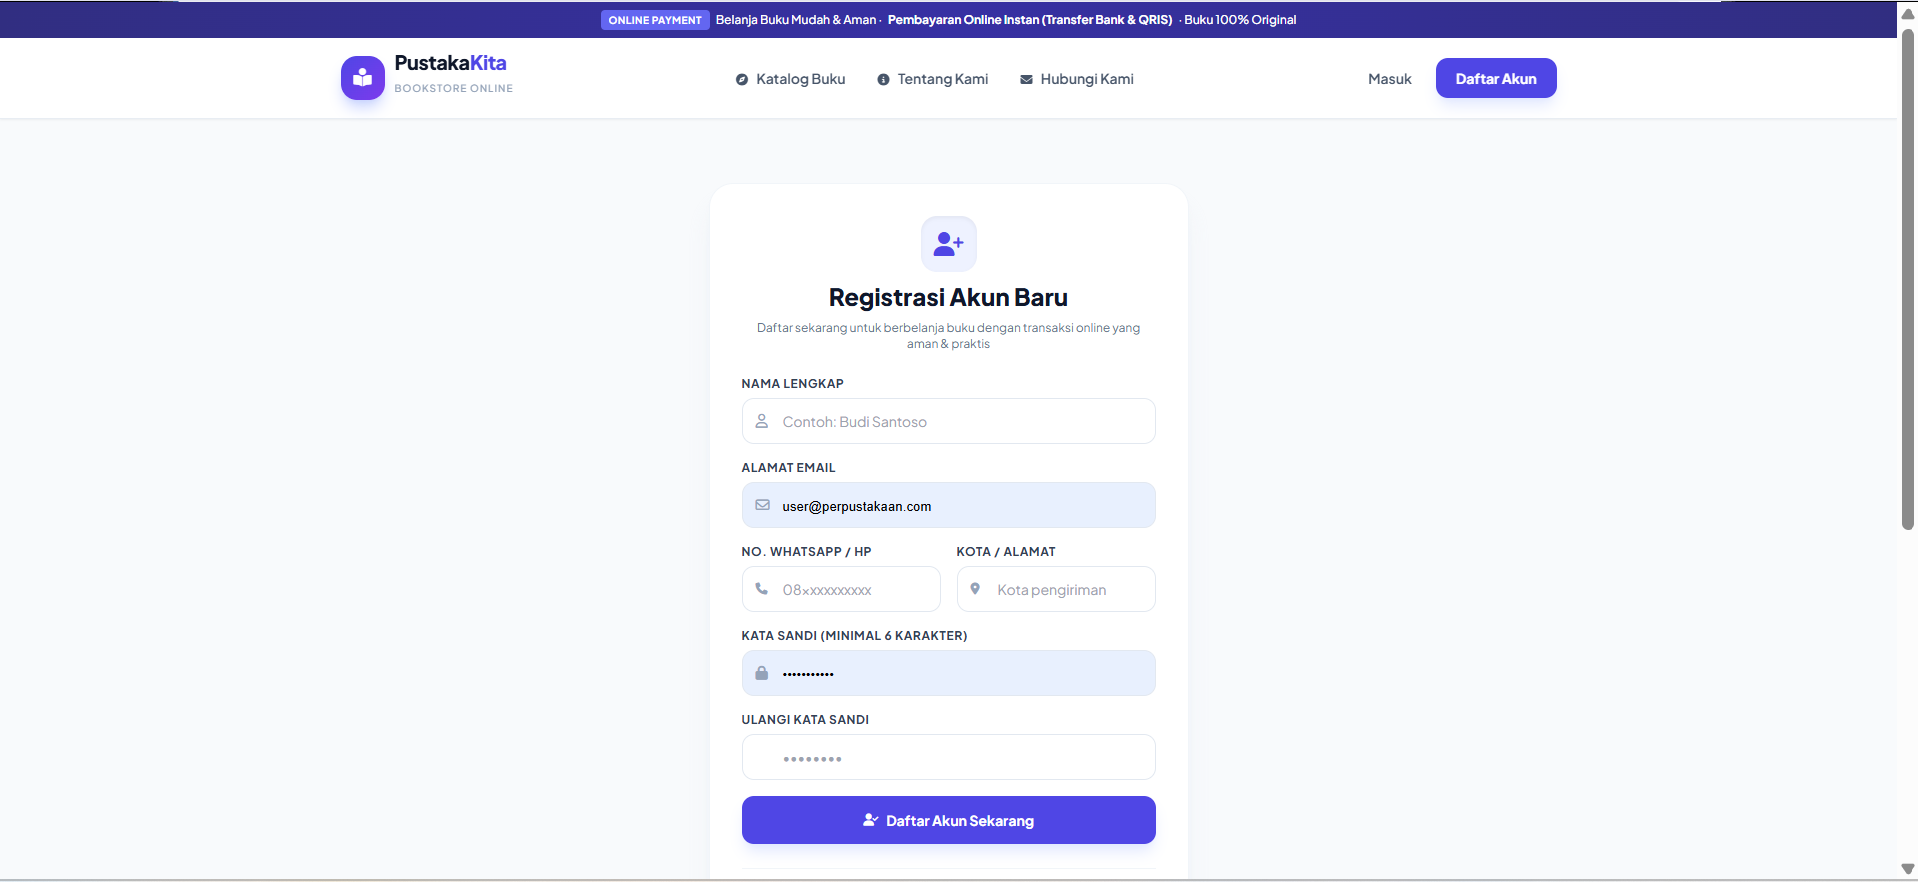 ONLINE PAYMENT Belanja Buku Mudah & Aman · Pembayaran Online Instan (Transfer Bank & QRIS) · Buku 100% Original
PustakaKita
BOOKSTORE ONLINE
Katalog Buku
Tentang Kami
Hubungi Kami
Masuk
Daftar Akun
Registrasi Akun Baru
Daftar sekarang untuk berbelanja buku dengan transaksi online yang
aman & praktis
NAMA LENGKAP
Contoh: Budi Santoso
ALAMAT EMAIL
user@perpustakaan.com
NO. WHATSAPP / HP
KOTA / ALAMAT
08xxxxxxxxxx
Kota pengiriman
KATA SANDI (MINIMAL 6 KARAKTER)
•••••••••••
ULANGI KATA SANDI
••••••••
Daftar Akun Sekarang